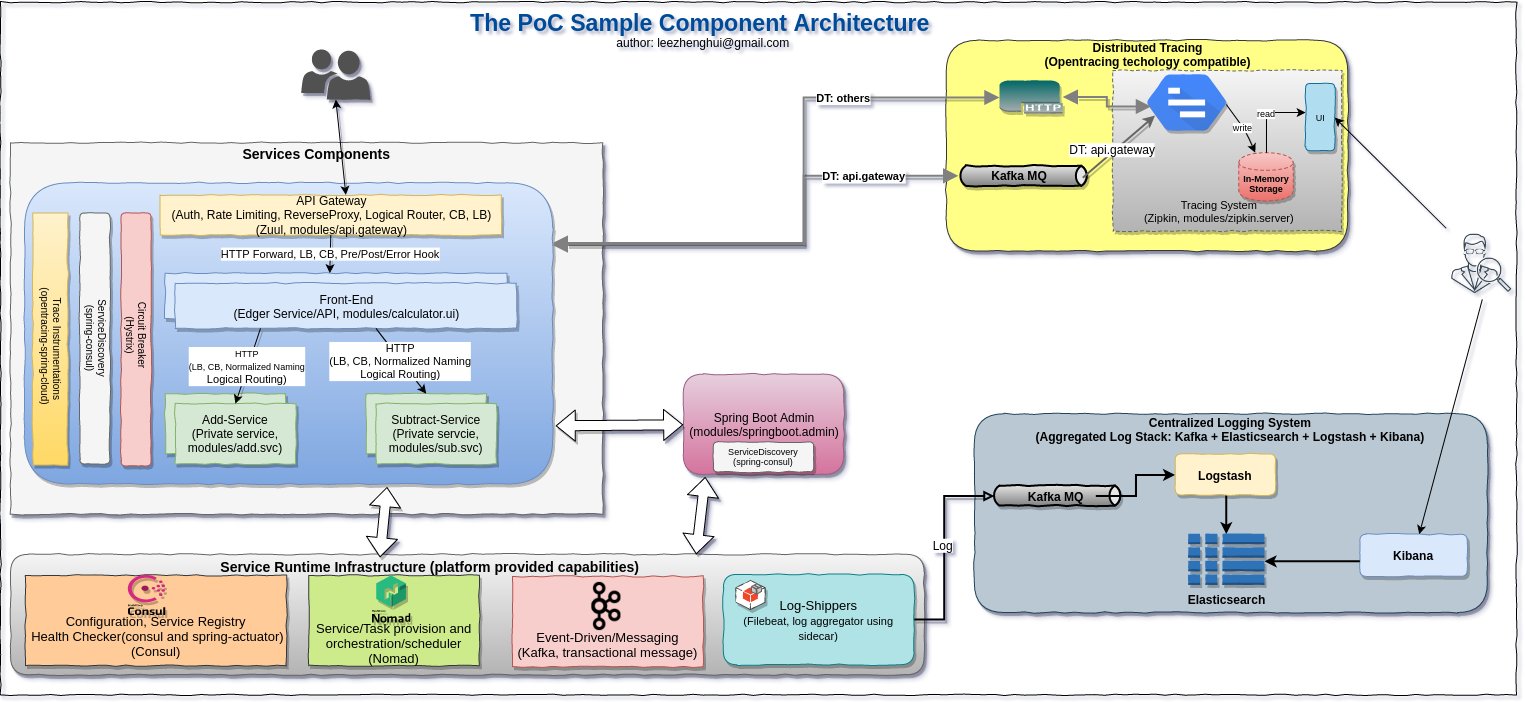 The PoC Sample Component Architecture
author: leezhenghui@gmail.com
Services Components
API Gateway
(Auth, Rate Limiting, ReverseProxy, Logical Router, CB, LB)
(Zuul, modules/api.gateway)
HTTP Forward, LB, CB, Pre/Post/Error Hook
Front-End
(Edger Service/API, modules/calculator.ui)
Trace Instrumentations
(opentracing-spring-cloud)
ServiceDiscovery
(spring-consul)
Circuit Breaker
(Hystrix)
HTTP
(LB, CB, Normalized Naming
Logical Routing)
HTTP
(LB, CB, Normalized Naming
Logical Routing)
Add-Service
(Private service,
modules/add.svc)
Subtract-Service
(Private servcie,
modules/sub.svc)
DT: others
DT: api.gateway
Distributed Tracing
(Opentracing techology compatible)
HTTP
Kafka MQ
DT: api.gateway
write
read
UI
In-Memory
Storage
Tracing System
(Zipkin, modules/zipkin.server)
Spring Boot Admin
(modules/springboot.admin)
ServiceDiscovery
(spring-consul)
Centralized Logging System
(Aggregated Log Stack: Kafka + Elasticsearch + Logstash + Kibana)
Kafka MQ
Logstash
Elasticsearch
Kibana
Log
Service Runtime Infrastructure (platform provided capabilities)
Consul
Configuration, Service Registry
Health Checker(consul and spring-actuator)
(Consul)
Nomad
Service/Task provision and
orchestration/scheduler
(Nomad)
Event-Driven/Messaging
(Kafka, transactional message)
Log-Shippers
(Filebeat, log aggregator using
sidecar)